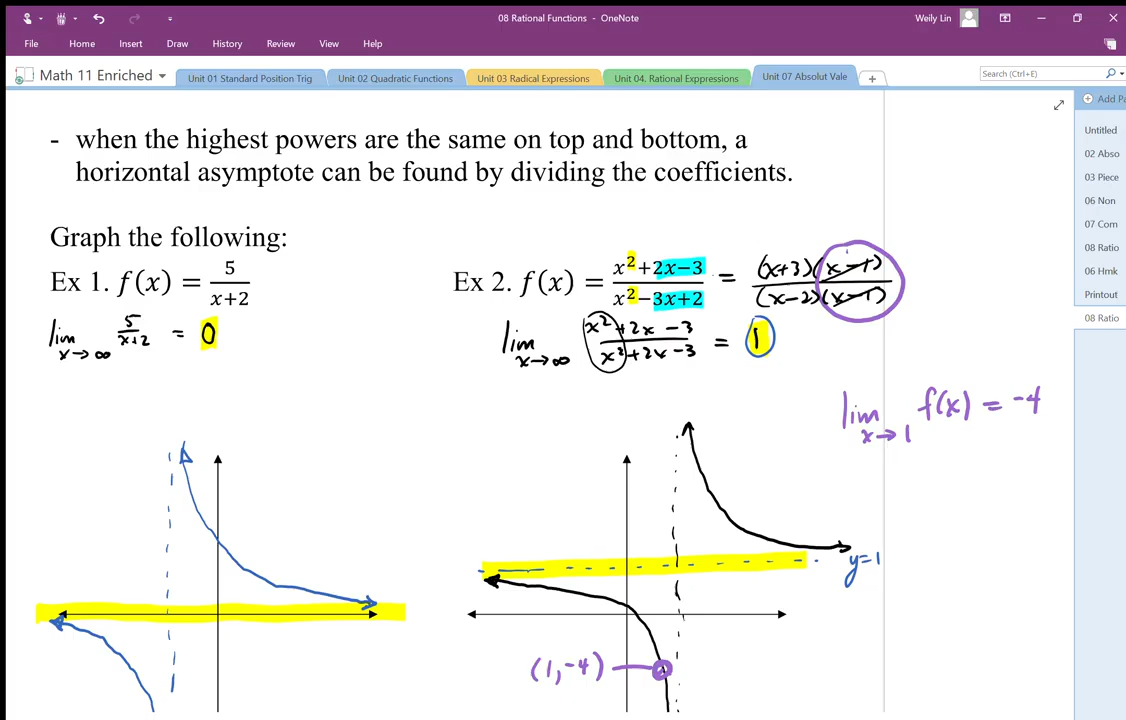 08 Rational Functions - OneNote
Weily Lin
File Home Insert Draw History Review View Help
Math 11 Enriched
Unit 01 Standard Position Trig
Unit 02 Quadratic Functions
Unit 03 Radical Expressions
Unit 04. Rational Exppressions
Unit 07 Absolut Vale
+
Search (Ctrl+E)
Add Pa
Untitled
02 Abso
03 Piece
06 Non
07 Com
08 Ratio
06 Hmk
Printout
08 Ratio
- when the highest powers are the same on top and bottom, a
horizontal asymptote can be found by dividing the coefficients.
Graph the following:
Ex 1. f(x) = 5/(x+2)
lim x→∞ 5/(x+2) = 0
Ex 2. f(x) = (x²+2x−3)/(x²−3x+2) = (x+3)(x−1)/(x−2)(x−1)
lim x→∞ (x²+2x−3)/(x²+2x−3) = 1
lim x→1 f(x) = −4
y=1
(1,−4)